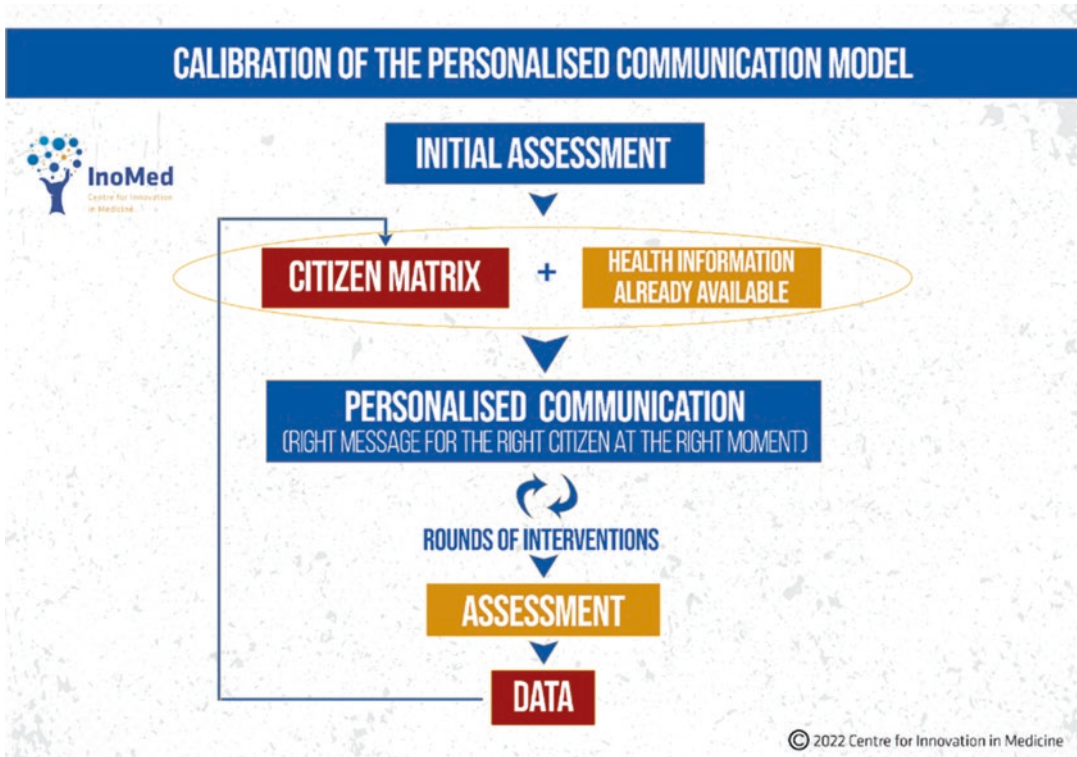 CALIBRATION OF THE PERSONALISED COMMUNICATION MODEL
InoMed
Centre for Innovation
in Medicine
INITIAL ASSESSMENT
CITIZEN MATRIX
+
HEALTH INFORMATION
ALREADY AVAILABLE
PERSONALISED COMMUNICATION
(RIGHT MESSAGE FOR THE RIGHT CITIZEN AT THE RIGHT MOMENT)
ROUNDS OF INTERVENTIONS
ASSESSMENT
DATA
© 2022 Centre for Innovation in Medicine